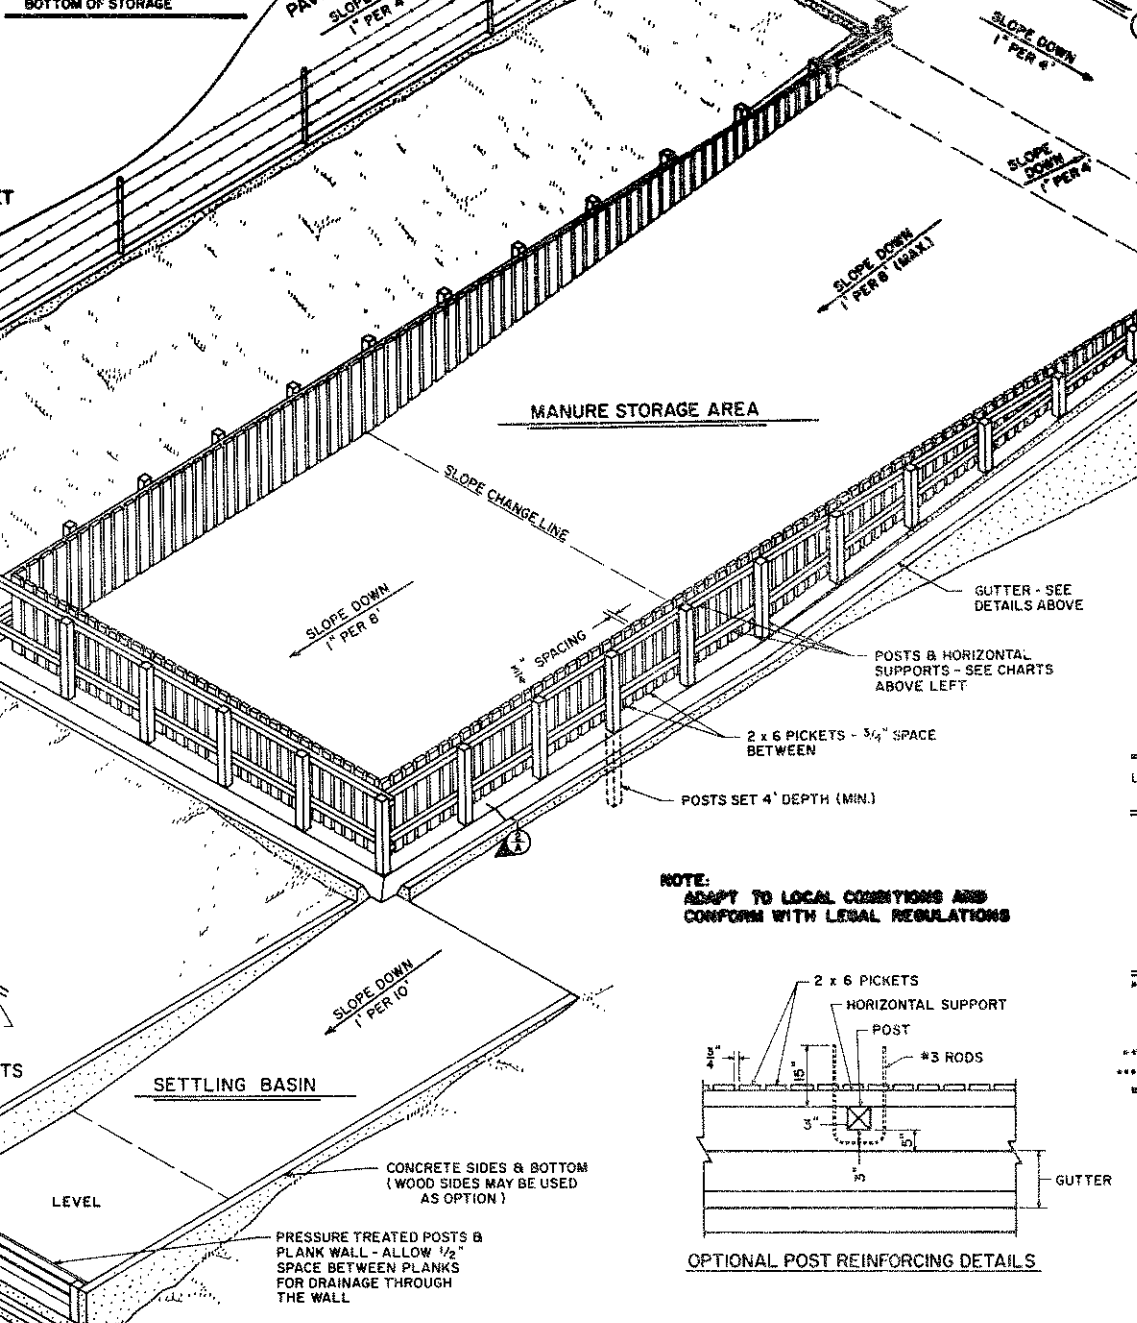 BOTTOM OF STORAGE
SLOPE
1" PER 4'
SLOPE DOWN
1" PER 4'
SLOPE
DOWN
1" PER 4'
SLOPE DOWN
1" PER 8' (MAX.)
MANURE STORAGE AREA
SLOPE CHANGE LINE
SLOPE DOWN
1" PER 8'
3/4" SPACING
GUTTER - SEE
DETAILS ABOVE
POSTS & HORIZONTAL
SUPPORTS - SEE CHARTS
ABOVE LEFT
2 x 6 PICKETS - 3/4" SPACE
BETWEEN
POSTS SET 4' DEPTH (MIN.)
A
NOTE:
ADAPT TO LOCAL CONDITIONS AND
CONFORM WITH LEGAL REGULATIONS
SLOPE DOWN
1' PER 10'
TS
SETTLING BASIN
LEVEL
CONCRETE SIDES & BOTTOM
(WOOD SIDES MAY BE USED
AS OPTION)
PRESSURE TREATED POSTS &
PLANK WALL - ALLOW 1/2"
SPACE BETWEEN PLANKS
FOR DRAINAGE THROUGH
THE WALL
2 x 6 PICKETS
HORIZONTAL SUPPORT
POST
#3 RODS
15"
3"
5"
3"
GUTTER
OPTIONAL POST REINFORCING DETAILS